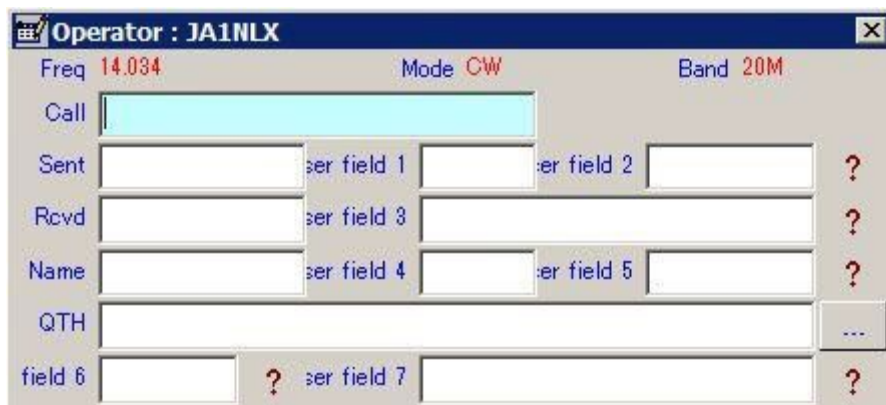 Operator : JA1NLX
Freq 14.034 Mode CW Band 20M
Call
Sent ser field 1 er field 2 ?
Rcvd ser field 3 ?
Name ser field 4 er field 5 ?
QTH ...
field 6 ? ser field 7 ?